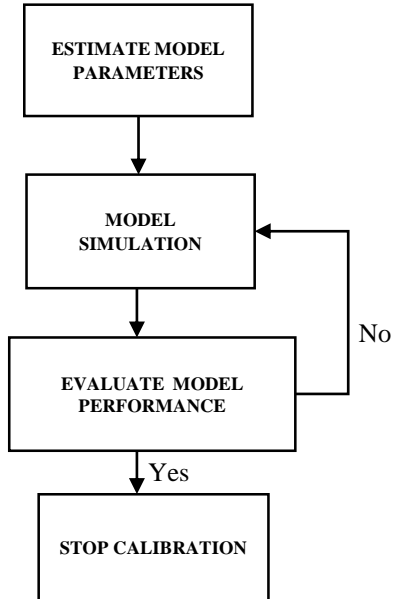 ESTIMATE MODEL
PARAMETERS
MODEL
SIMULATION
No
EVALUATE MODEL
PERFORMANCE
Yes
STOP CALIBRATION